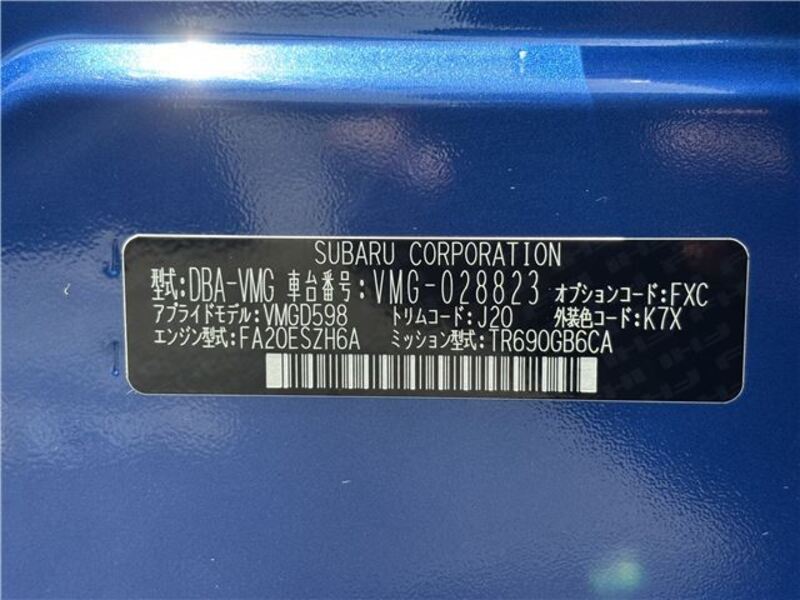 SUBARU CORPORATION
型式:DBA-VMG 車台番号:VMG-028823 オプションコード:FXC
アプライドモデル:VMGD598 トリムコード:J20 外装色コード:K7X
エンジン型式:FA20ESZH6A ミッション型式:TR690GB6CA